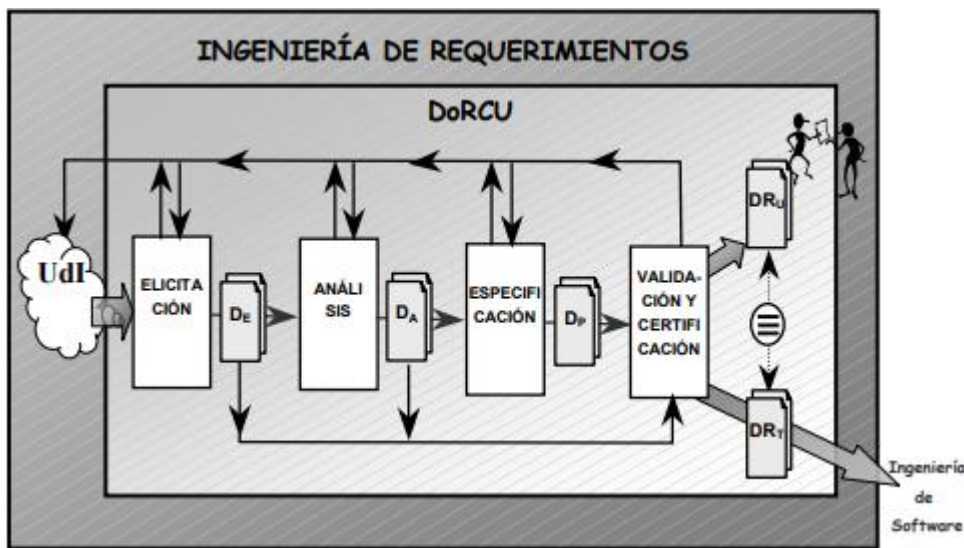 INGENIERÍA DE REQUERIMIENTOS
DoRCU
UdI
ELICITA
CIÓN
DE
ANÁLI
SIS
DA
ESPECIFI
CACIÓN
DP
VALIDA-
CIÓN Y
CERTIFI
CACIÓN
DRU
DRT
Ingeniería
de
Software